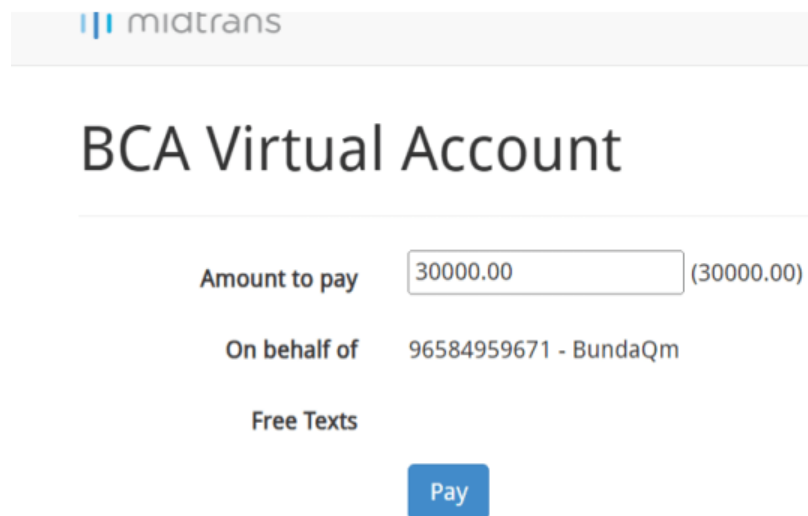 midtrans
BCA Virtual Account
Amount to pay 30000.00 (30000.00)
On behalf of 96584959671 - BundaQm
Free Texts
Pay